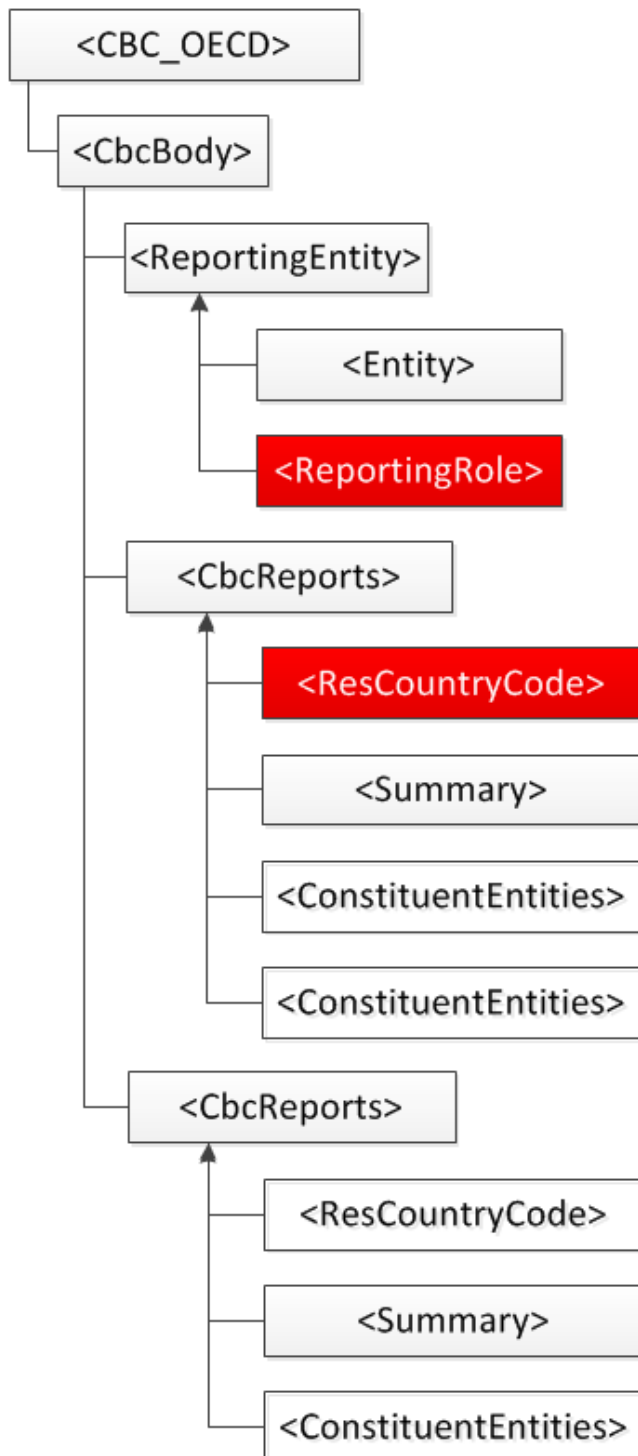 <CBC_OECD>
<CbcBody>
<ReportingEntity>
<Entity>
<ReportingRole>
<CbcReports>
<ResCountryCode>
<Summary>
<ConstituentEntities>
<ConstituentEntities>
<CbcReports>
<ResCountryCode>
<Summary>
<ConstituentEntities>